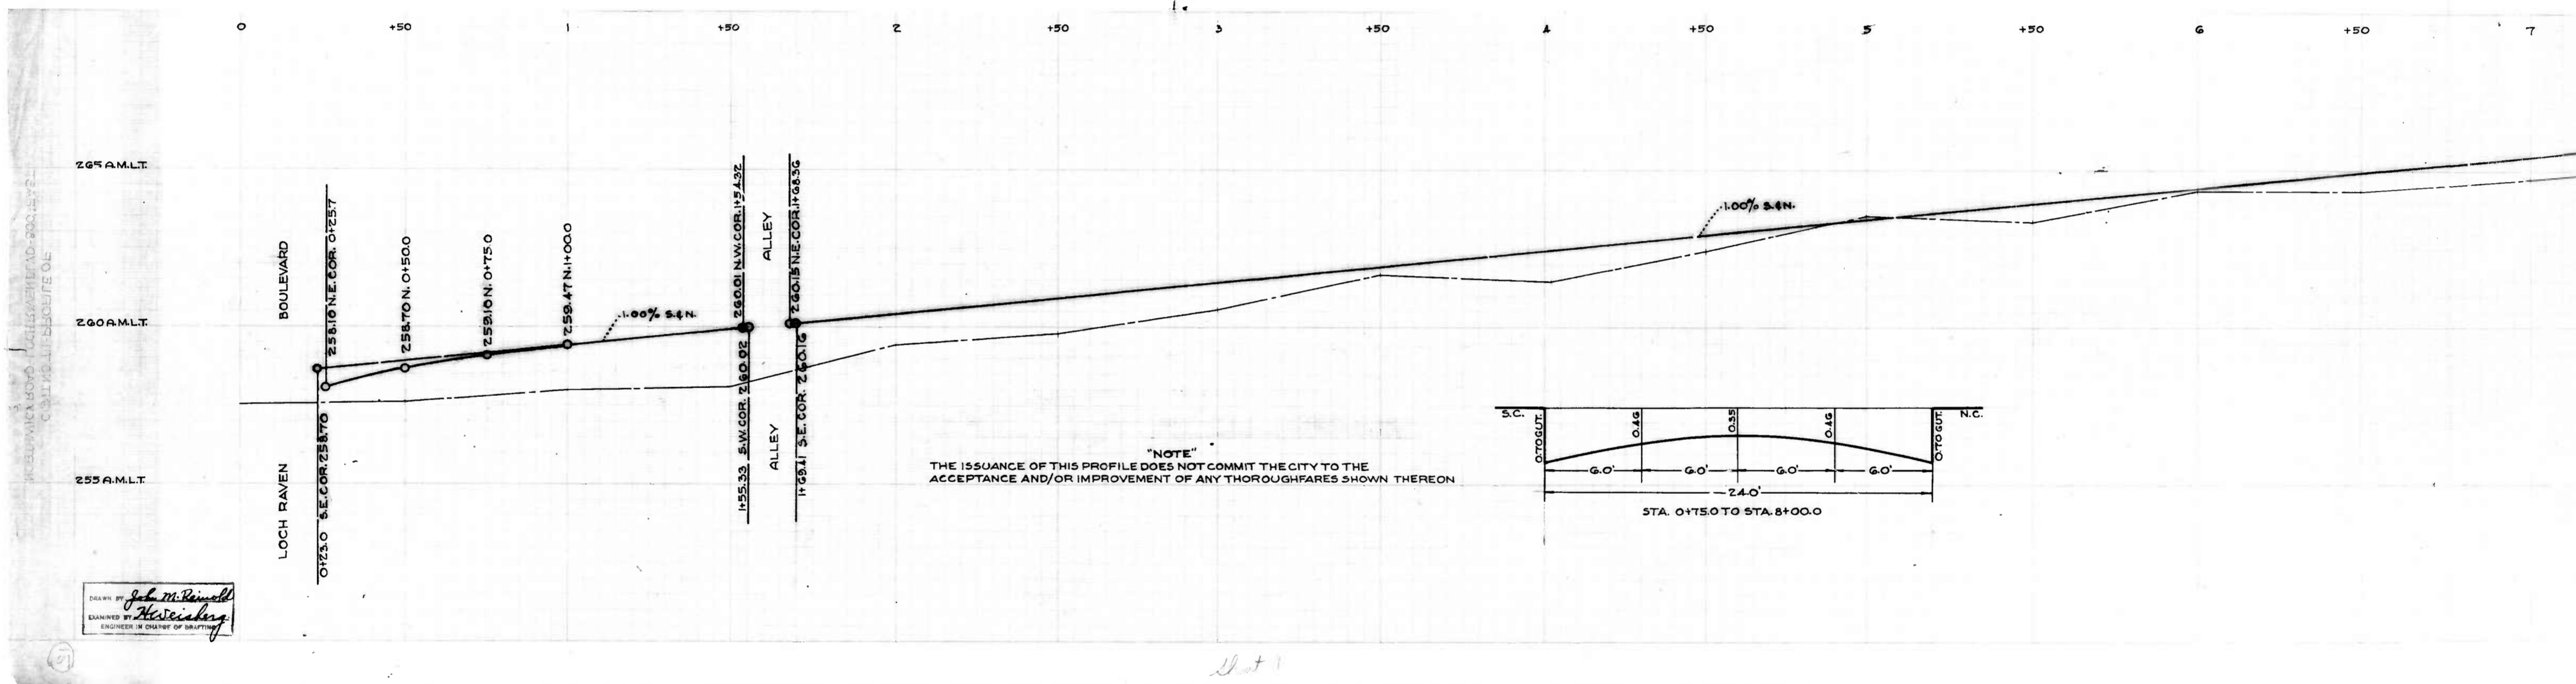 0 +50 1 +50 2 +50 3 +50 4 +50 5 +50 6 +50 7
265 A.M.L.T.
260 A.M.L.T.
255 A.M.L.T.
BOULEVARD
LOCH RAVEN
258.10 N.E.COR. 0+25.7
0+23.0 S.E.COR. 258.70
258.70 N. 0+50.0
259.10 N. 0+75.0
259.47 N. 1+00.0
1.00% S.&N.
260.01 N.W.COR. 1+54.32
1+55.33 S.W.COR. 260.02
ALLEY
ALLEY
260.15 N.E.COR. 1+68.36
1+69.41 S.E. COR. 260.16
1.00% S.&N.
"NOTE"
THE ISSUANCE OF THIS PROFILE DOES NOT COMMIT THE CITY TO THE
ACCEPTANCE AND/OR IMPROVEMENT OF ANY THOROUGHFARES SHOWN THEREON
S.C. N.C.
0.70 GUT. 0.46 0.35 0.46 0.70 GUT.
6.0' 6.0' 6.0' 6.0'
24.0'
STA. 0+75.0 TO STA. 8+00.0
DRAWN BY John M. Reinold
EXAMINED BY H Weisberg
ENGINEER IN CHARGE OF DRAFTING
Sheet 1